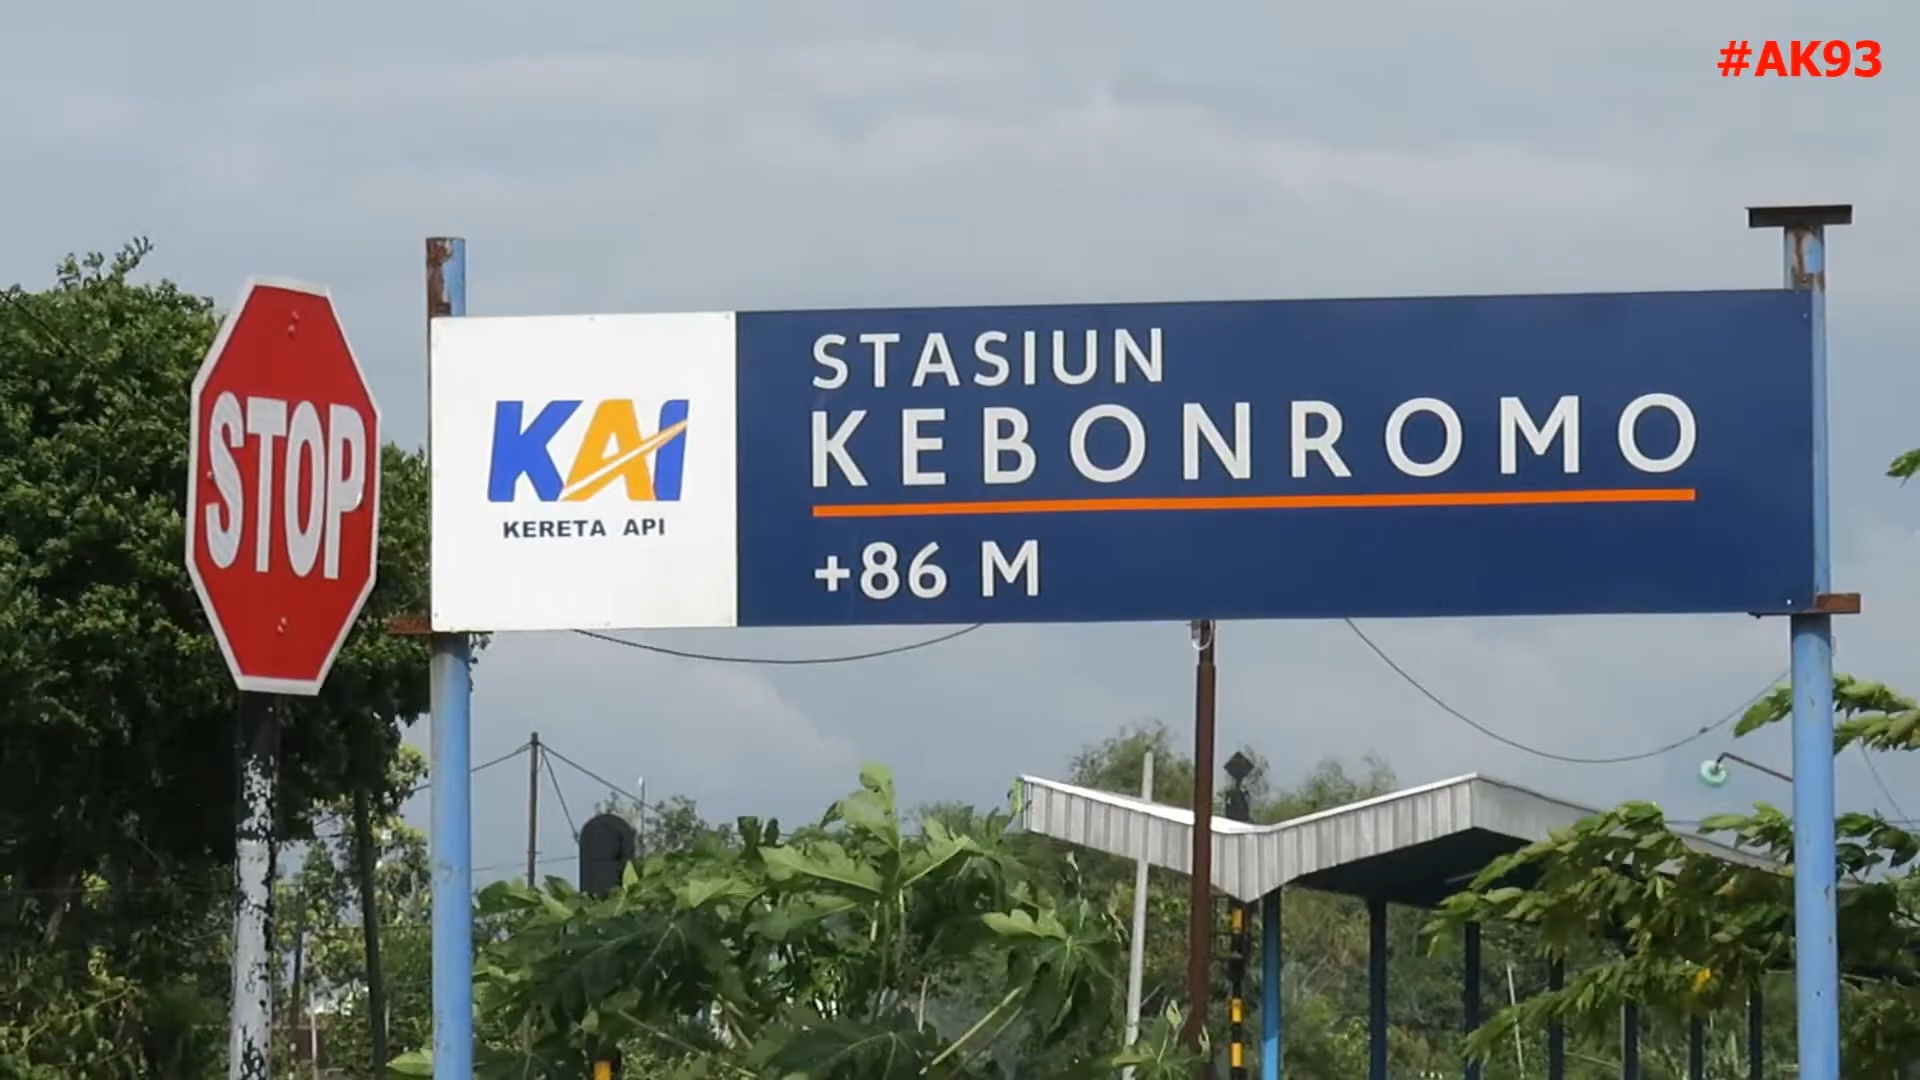 #AK93
STOP
KAI
KERETA API
STASIUN
KEBONROMO
+86 M